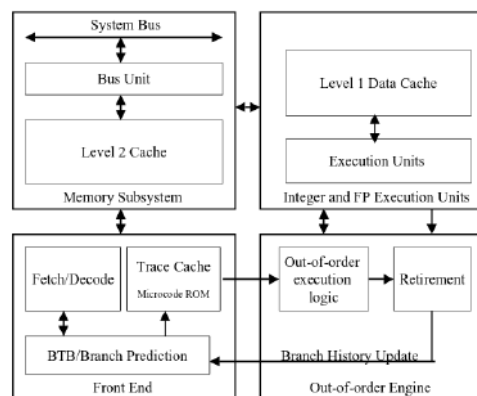 System Bus
Bus Unit
Level 2 Cache
Memory Subsystem
Level 1 Data Cache
Execution Units
Integer and FP Execution Units
Fetch/Decode
Trace Cache
Microcode ROM
BTB/Branch Prediction
Front End
Out-of-order
execution
logic
Retirement
Branch History Update
Out-of-order Engine